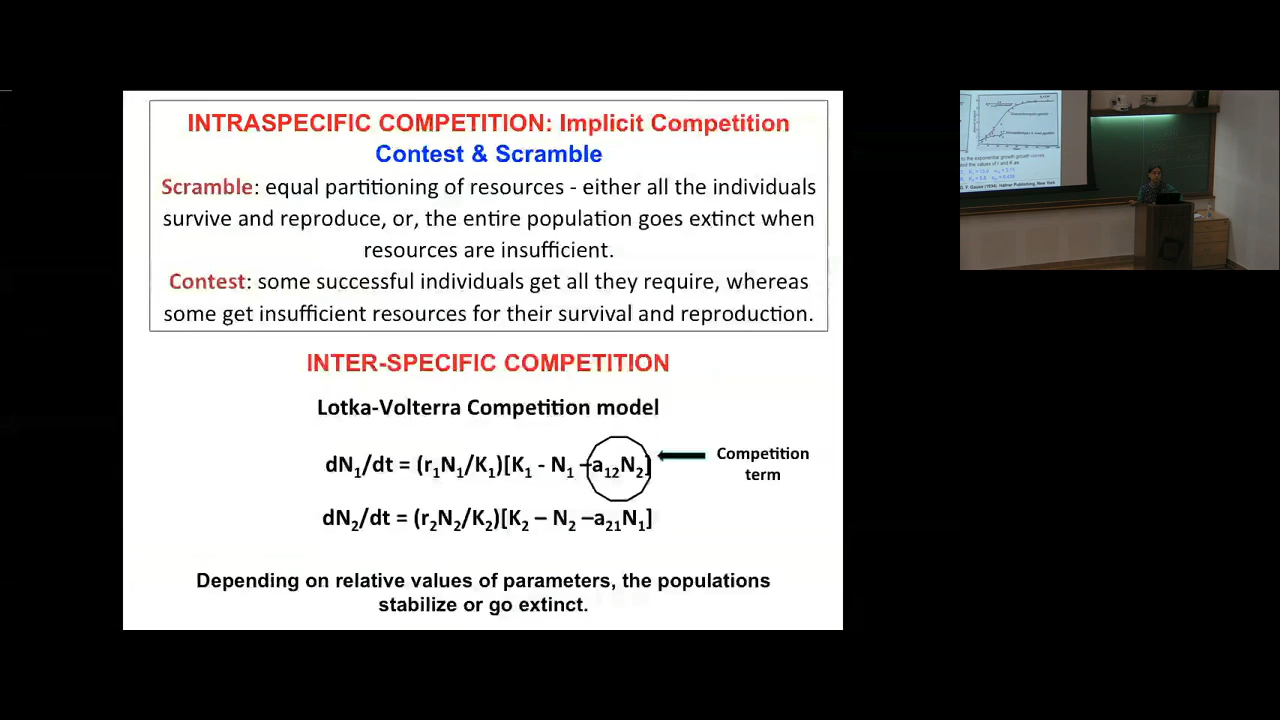 INTRASPECIFIC COMPETITION: Implicit Competition
Contest & Scramble
Scramble: equal partitioning of resources - either all the individuals
survive and reproduce, or, the entire population goes extinct when
resources are insufficient.
Contest: some successful individuals get all they require, whereas
some get insufficient resources for their survival and reproduction.
INTER-SPECIFIC COMPETITION
Lotka-Volterra Competition model
dN₁/dt = (r₁N₁/K₁)[K₁ - N₁ –a₁₂N₂]
Competition
term
dN₂/dt = (r₂N₂/K₂)[K₂ – N₂ –a₂₁N₁]
Depending on relative values of parameters, the populations
stabilize or go extinct.
to the exponential growth